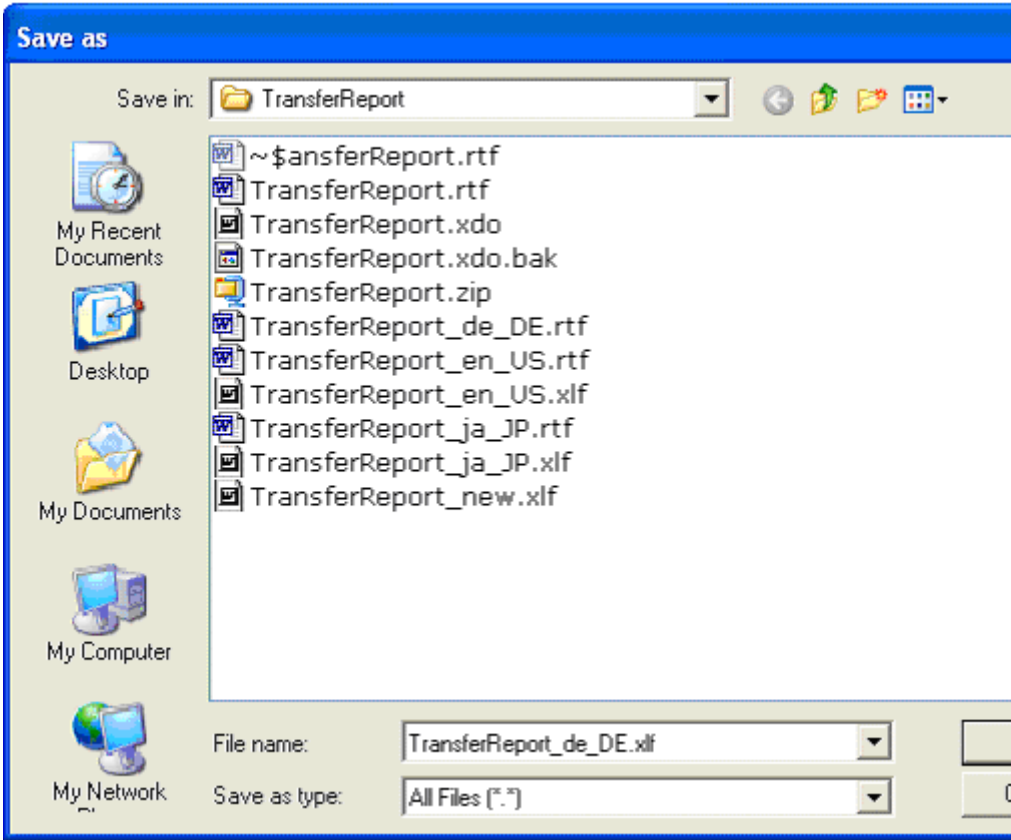 Save as
Save in: TransferReport
~$ansferReport.rtf
TransferReport.rtf
TransferReport.xdo
TransferReport.xdo.bak
TransferReport.zip
TransferReport_de_DE.rtf
TransferReport_en_US.rtf
TransferReport_en_US.xlf
TransferReport_ja_JP.rtf
TransferReport_ja_JP.xlf
TransferReport_new.xlf
My Recent
Documents
Desktop
My Documents
My Computer
My Network
File name: TransferReport_de_DE.xlf
Save as type: All Files (*.*)